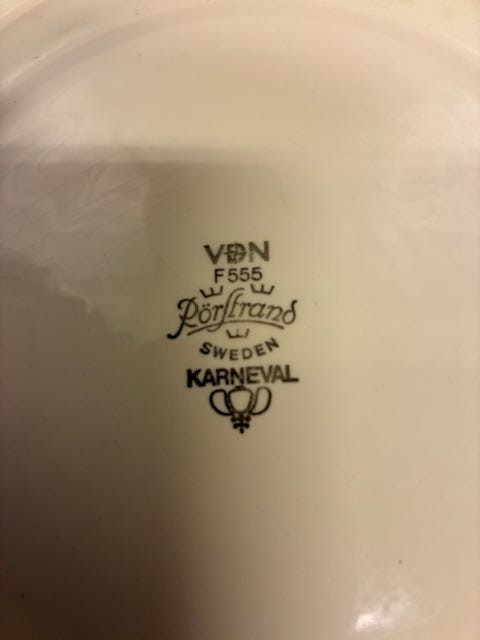 VDN
F555
Rörstrand
SWEDEN
KARNEVAL